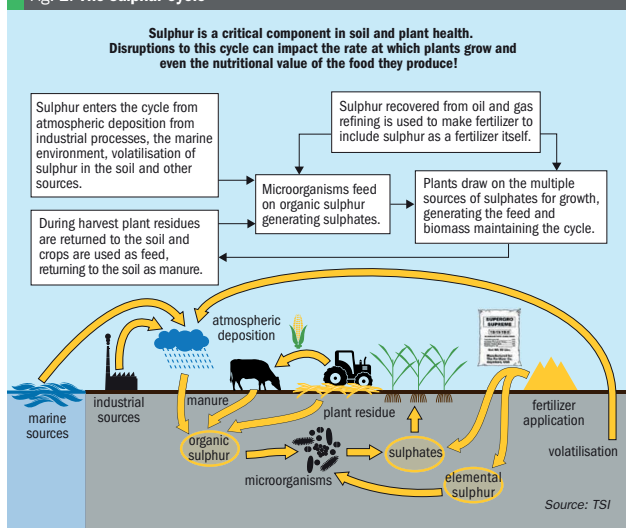 Fig. 2: The Sulphur Cycle
Sulphur is a critical component in soil and plant health.
Disruptions to this cycle can impact the rate at which plants grow and
even the nutritional value of the food they produce!
Sulphur enters the cycle from
atmospheric deposition from
industrial processes, the marine
environment, volatilisation of
sulphur in the soil and other
sources.
Sulphur recovered from oil and gas
refining is used to make fertilizer to
include sulphur as a fertilizer itself.
Microorganisms feed
on organic sulphur
generating sulphates.
Plants draw on the multiple
sources of sulphates for growth,
generating the feed and
biomass maintaining the cycle.
During harvest plant residues
are returned to the soil and
crops are used as feed,
returning to the soil as manure.
atmospheric
deposition
SUPERGRO
SUPREME
marine
sources
industrial
sources
manure
plant residue
fertilizer
application
organic
sulphur
microorganisms
sulphates
elemental
sulphur
volatilisation
Source: TSI